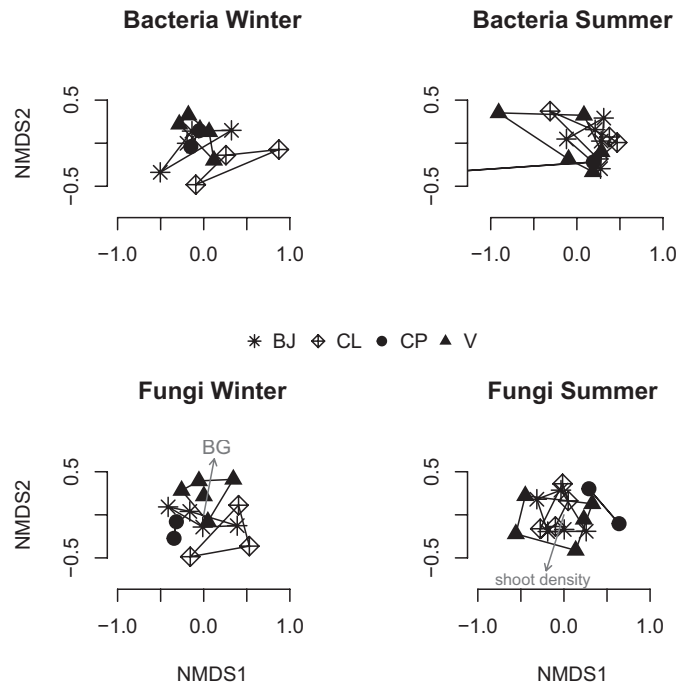 Bacteria Winter
Bacteria Summer
NMDS2
0.5
−0.5
−1.0 0.0 1.0
0.5
−0.5
−1.0 0.0 1.0
BJ CL CP V
Fungi Winter
Fungi Summer
NMDS2
0.5
−0.5
BG
−1.0 0.0 1.0
NMDS1
0.5
−0.5
shoot density
−1.0 0.0 1.0
NMDS1